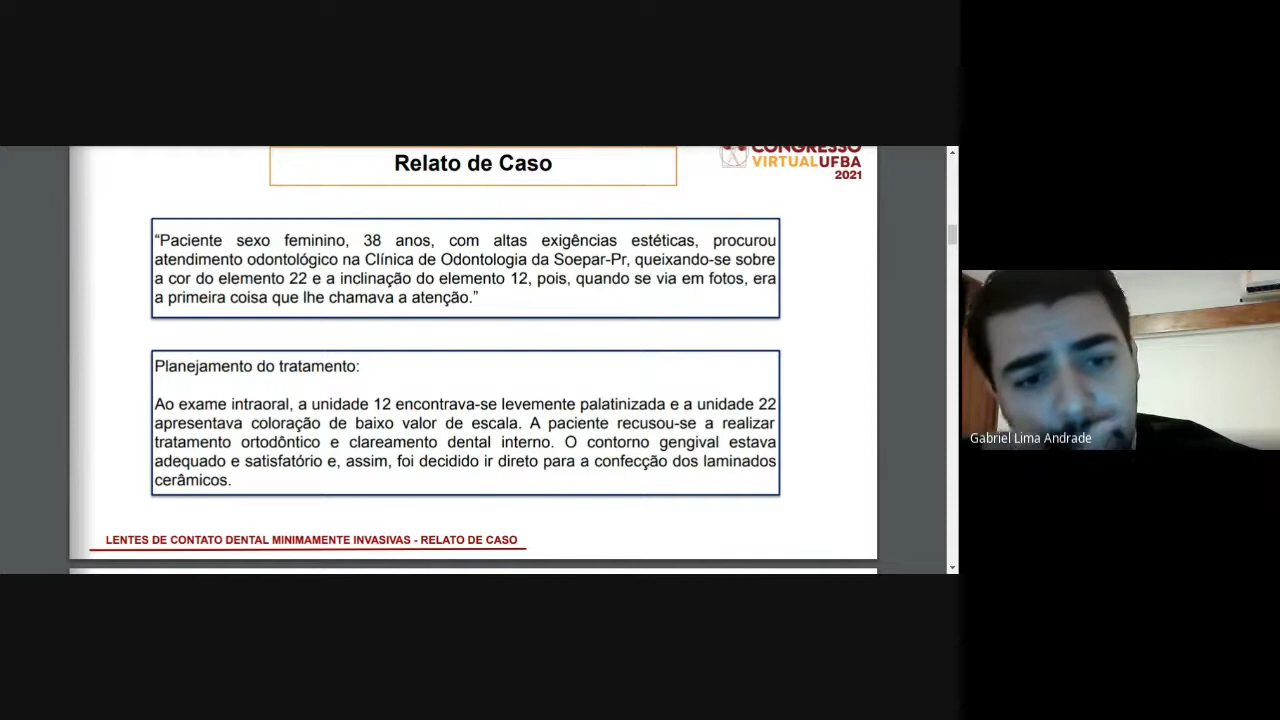 Relato de Caso
CONGRESSO
VIRTUALUFBA
2021
“Paciente sexo feminino, 38 anos, com altas exigências estéticas, procurou
atendimento odontológico na Clínica de Odontologia da Soepar-Pr, queixando-se sobre
a cor do elemento 22 e a inclinação do elemento 12, pois, quando se via em fotos, era
a primeira coisa que lhe chamava a atenção.”
Planejamento do tratamento:
Ao exame intraoral, a unidade 12 encontrava-se levemente palatinizada e a unidade 22
apresentava coloração de baixo valor de escala. A paciente recusou-se a realizar
tratamento ortodôntico e clareamento dental interno. O contorno gengival estava
adequado e satisfatório e, assim, foi decidido ir direto para a confecção dos laminados
cerâmicos.
LENTES DE CONTATO DENTAL MINIMAMENTE INVASIVAS - RELATO DE CASO
Gabriel Lima Andrade